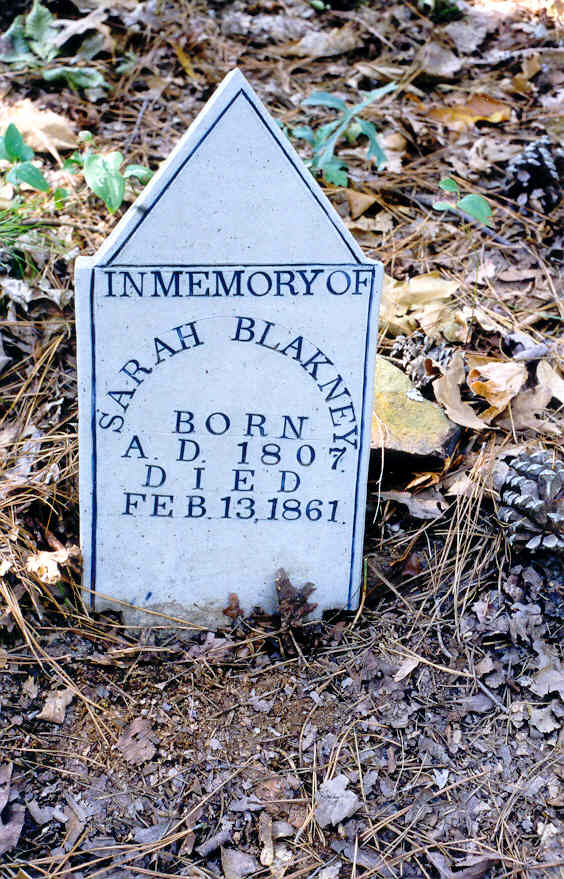 IN MEMORY OF
SARAH BLAKNEY
BORN
A. D. 1807.
DIED
FEB. 13, 1861.